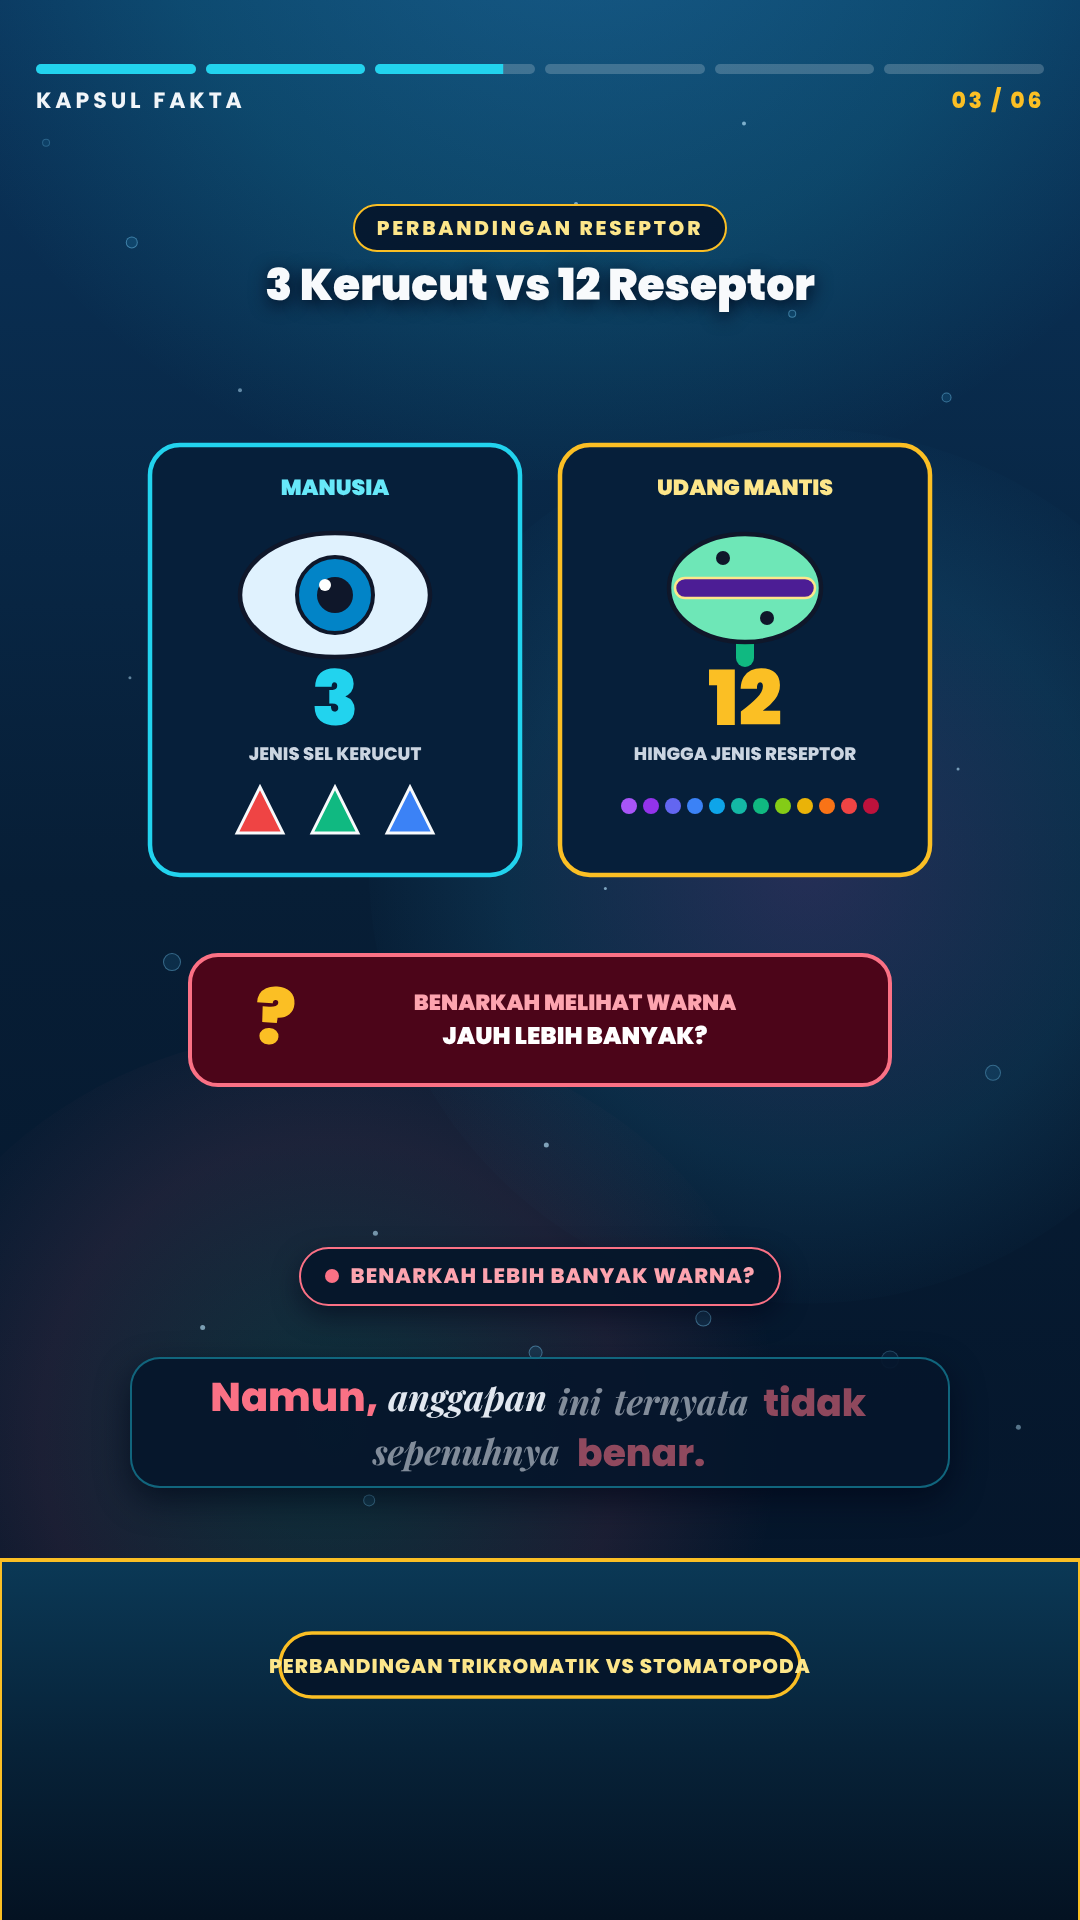 KAPSUL FAKTA
03 / 06
PERBANDINGAN RESEPTOR
3 Kerucut vs 12 Reseptor
MANUSIA
3
JENIS SEL KERUCUT
UDANG MANTIS
12
HINGGA JENIS RESEPTOR
?
BENARKAH MELIHAT WARNA
JAUH LEBIH BANYAK?
BENARKAH LEBIH BANYAK WARNA?
Namun, anggapan ini ternyata tidak
sepenuhnya benar.
PERBANDINGAN TRIKROMATIK VS STOMATOPODA